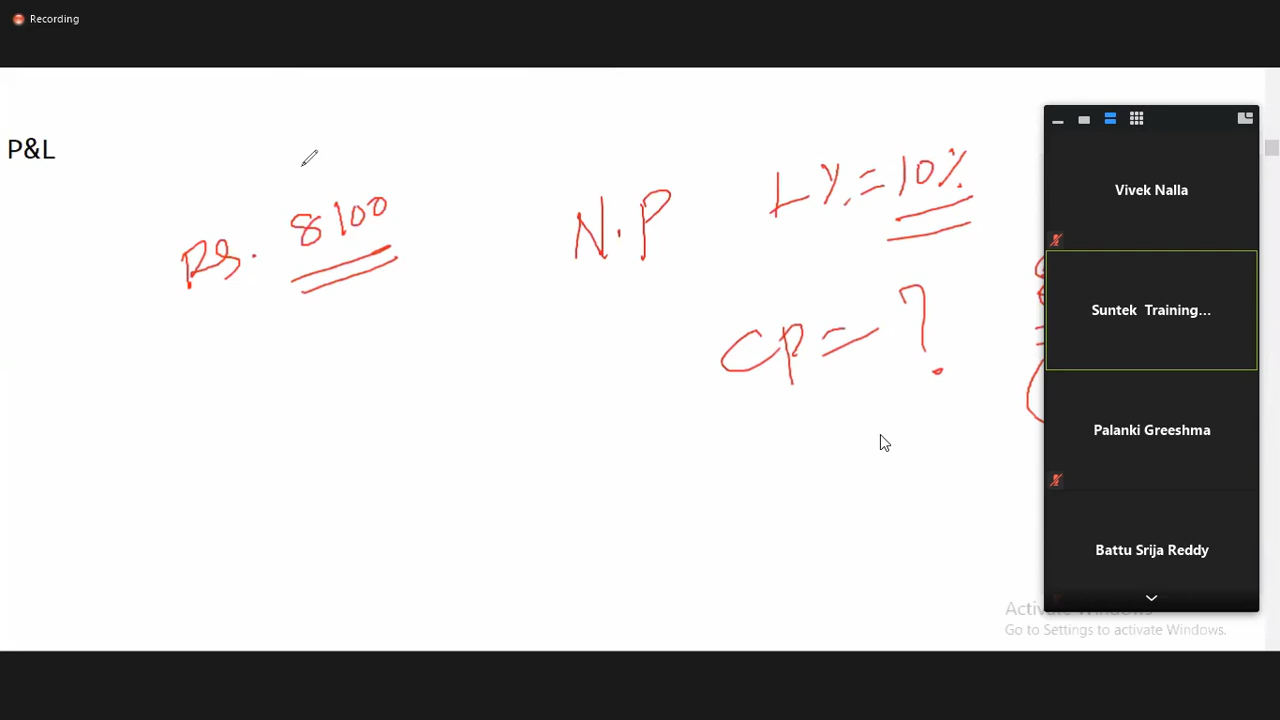 Recording
P&L
Rs. 8100
N.P
L%=10%
CP=?
Vivek Nalla
Suntek Training...
Palanki Greeshma
Battu Srija Reddy
Activate Windows
Go to Settings to activate Windows.